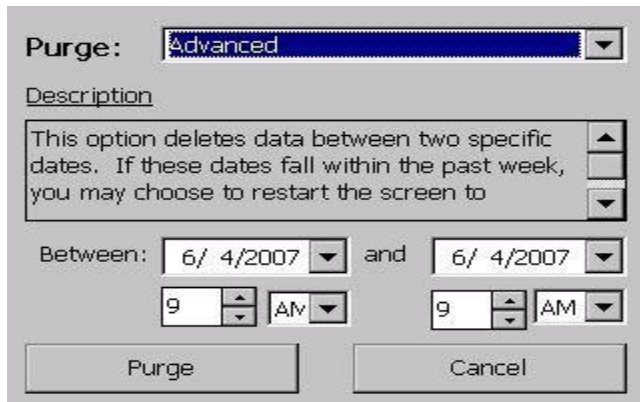 Purge: Advanced
Description
This option deletes data between two specific
dates. If these dates fall within the past week,
you may choose to restart the screen to
Between: 6/ 4/2007 and 6/ 4/2007
9 AM 9 AM
Purge Cancel